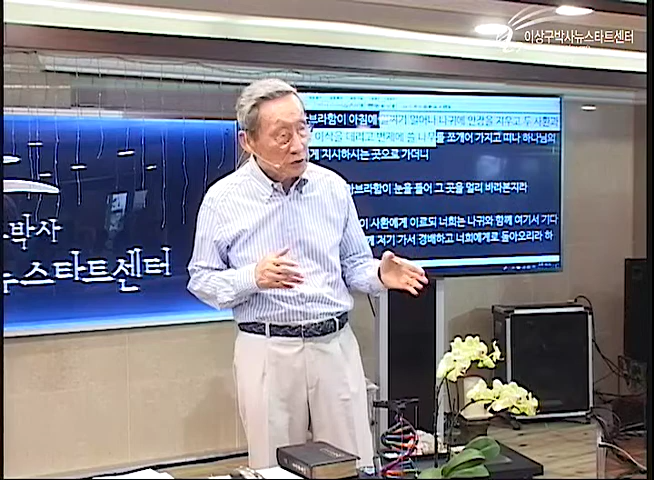 이상구박사뉴스타트센터
브라함이 아침에 일찌기 일어나 나귀에 안장을 지우고 두 사환과
이삭을 데리고 번제에 쓸 나무를 쪼개어 가지고 떠나 하나님의
게 지시하시는 곳으로 가더니
아브라함이 눈을 들어 그 곳을 멀리 바라본지라
이 사환에게 이르되 너희는 나귀와 함께 여기서 기다
께 저기 가서 경배하고 너희에게로 돌아오리라 하
박사
뉴스타트센터